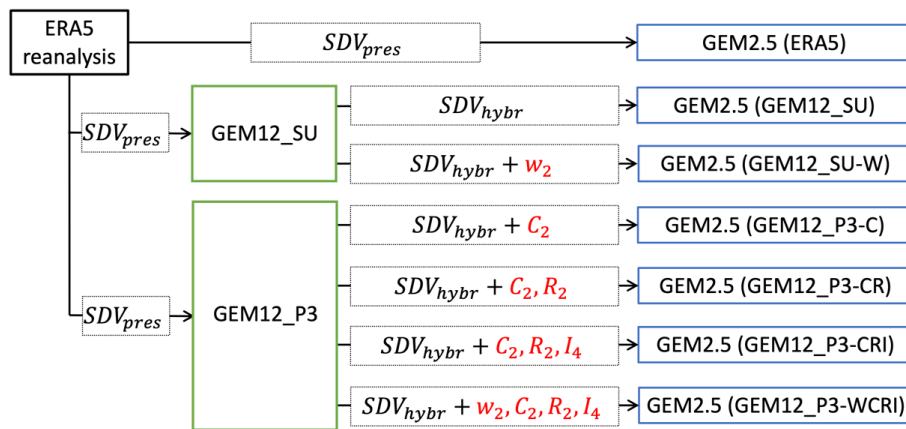 ERA5
reanalysis
SDV_pres
GEM2.5 (ERA5)
SDV_pres
GEM12_SU
SDV_hybr
GEM2.5 (GEM12_SU)
SDV_hybr + w_2
GEM2.5 (GEM12_SU-W)
SDV_pres
GEM12_P3
SDV_hybr + C_2
GEM2.5 (GEM12_P3-C)
SDV_hybr + C_2, R_2
GEM2.5 (GEM12_P3-CR)
SDV_hybr + C_2, R_2, I_4
GEM2.5 (GEM12_P3-CRI)
SDV_hybr + w_2, C_2, R_2, I_4
GEM2.5 (GEM12_P3-WCRI)